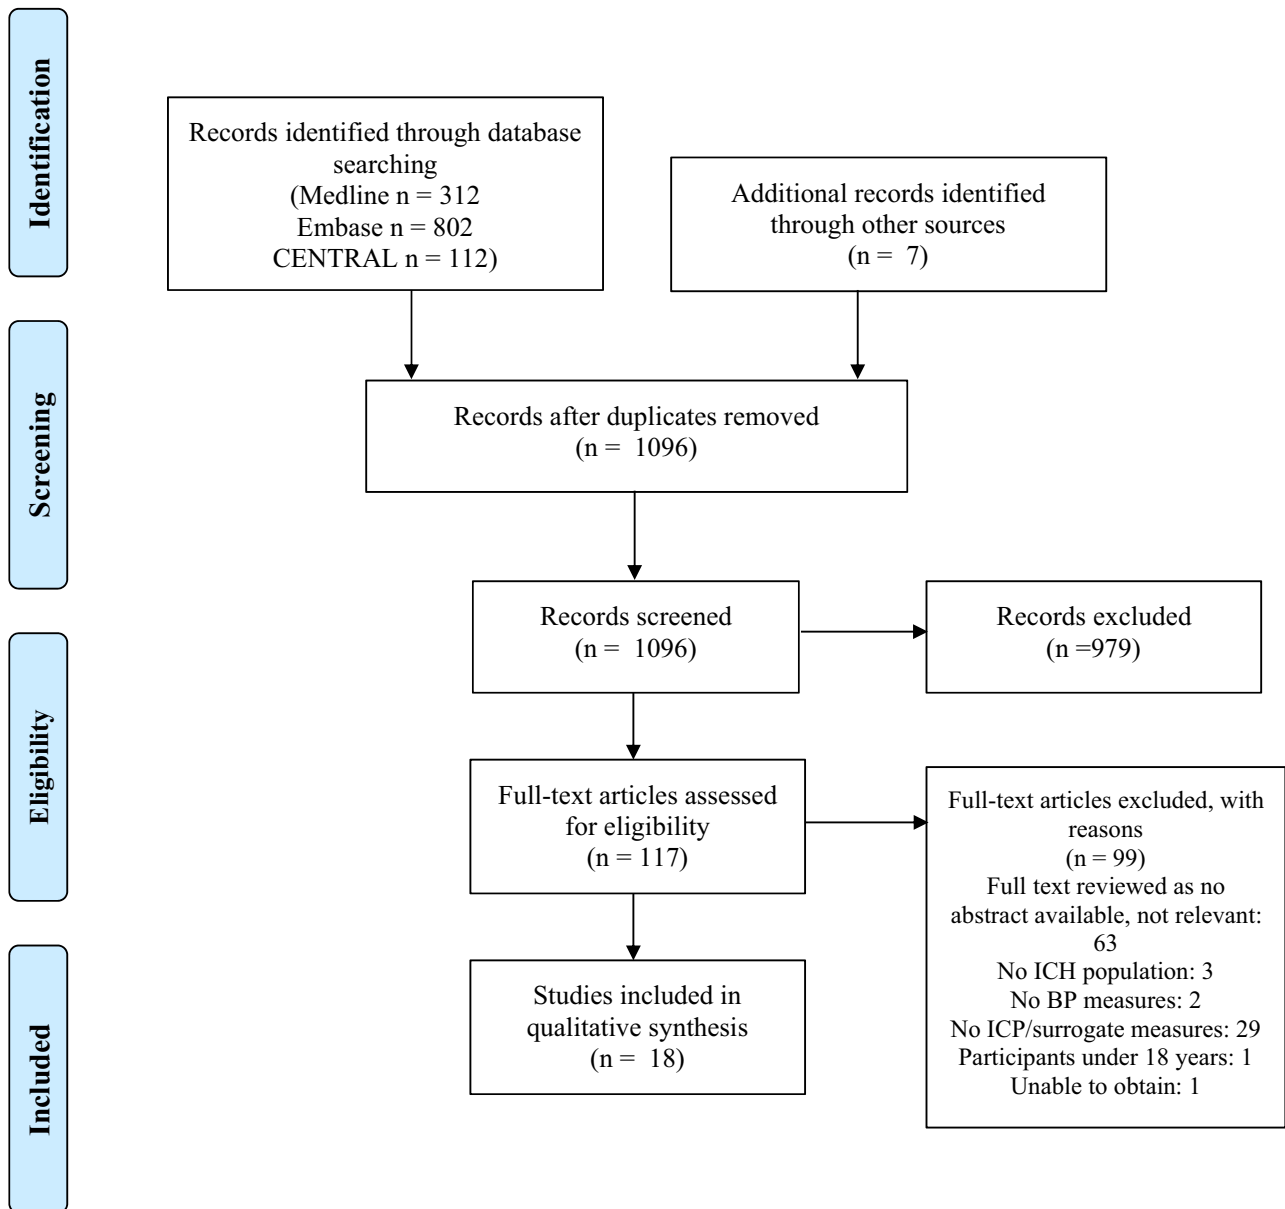 Identification
Records identified through database
searching
(Medline n = 312
Embase n = 802
CENTRAL n = 112)
Additional records identified
through other sources
(n = 7)
Screening
Records after duplicates removed
(n = 1096)
Records screened
(n = 1096)
Records excluded
(n =979)
Eligibility
Full-text articles assessed
for eligibility
(n = 117)
Full-text articles excluded, with
reasons
(n = 99)
Full text reviewed as no
abstract available, not relevant:
63
No ICH population: 3
No BP measures: 2
No ICP/surrogate measures: 29
Participants under 18 years: 1
Unable to obtain: 1
Included
Studies included in
qualitative synthesis
(n = 18)